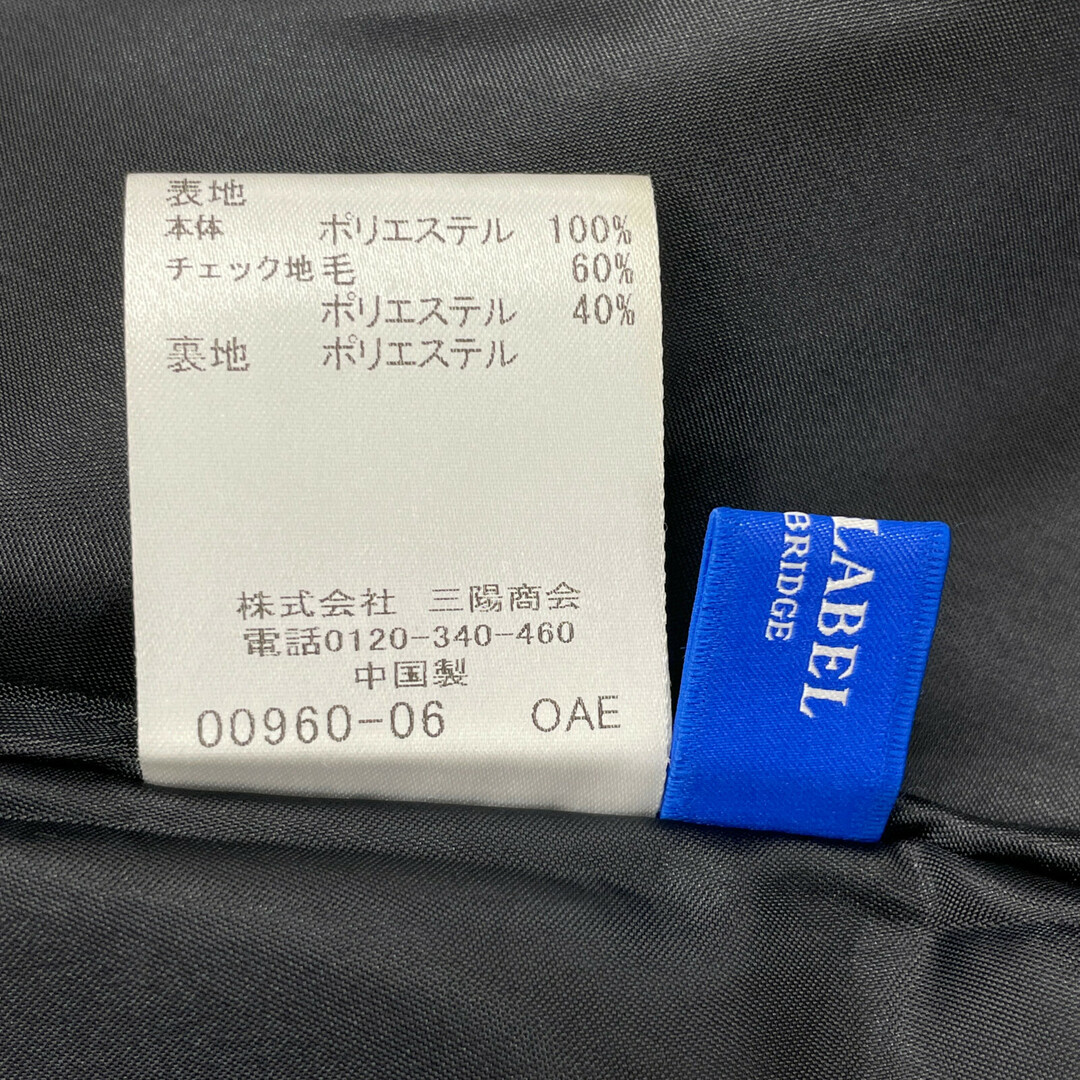 表地
本体 ポリエステル 100%
チェック地 毛 60%
ポリエステル 40%
裏地 ポリエステル
株式会社 三陽商会
電話0120-340-460
中国製
00960-06 OAE
LABEL
BRIDGE